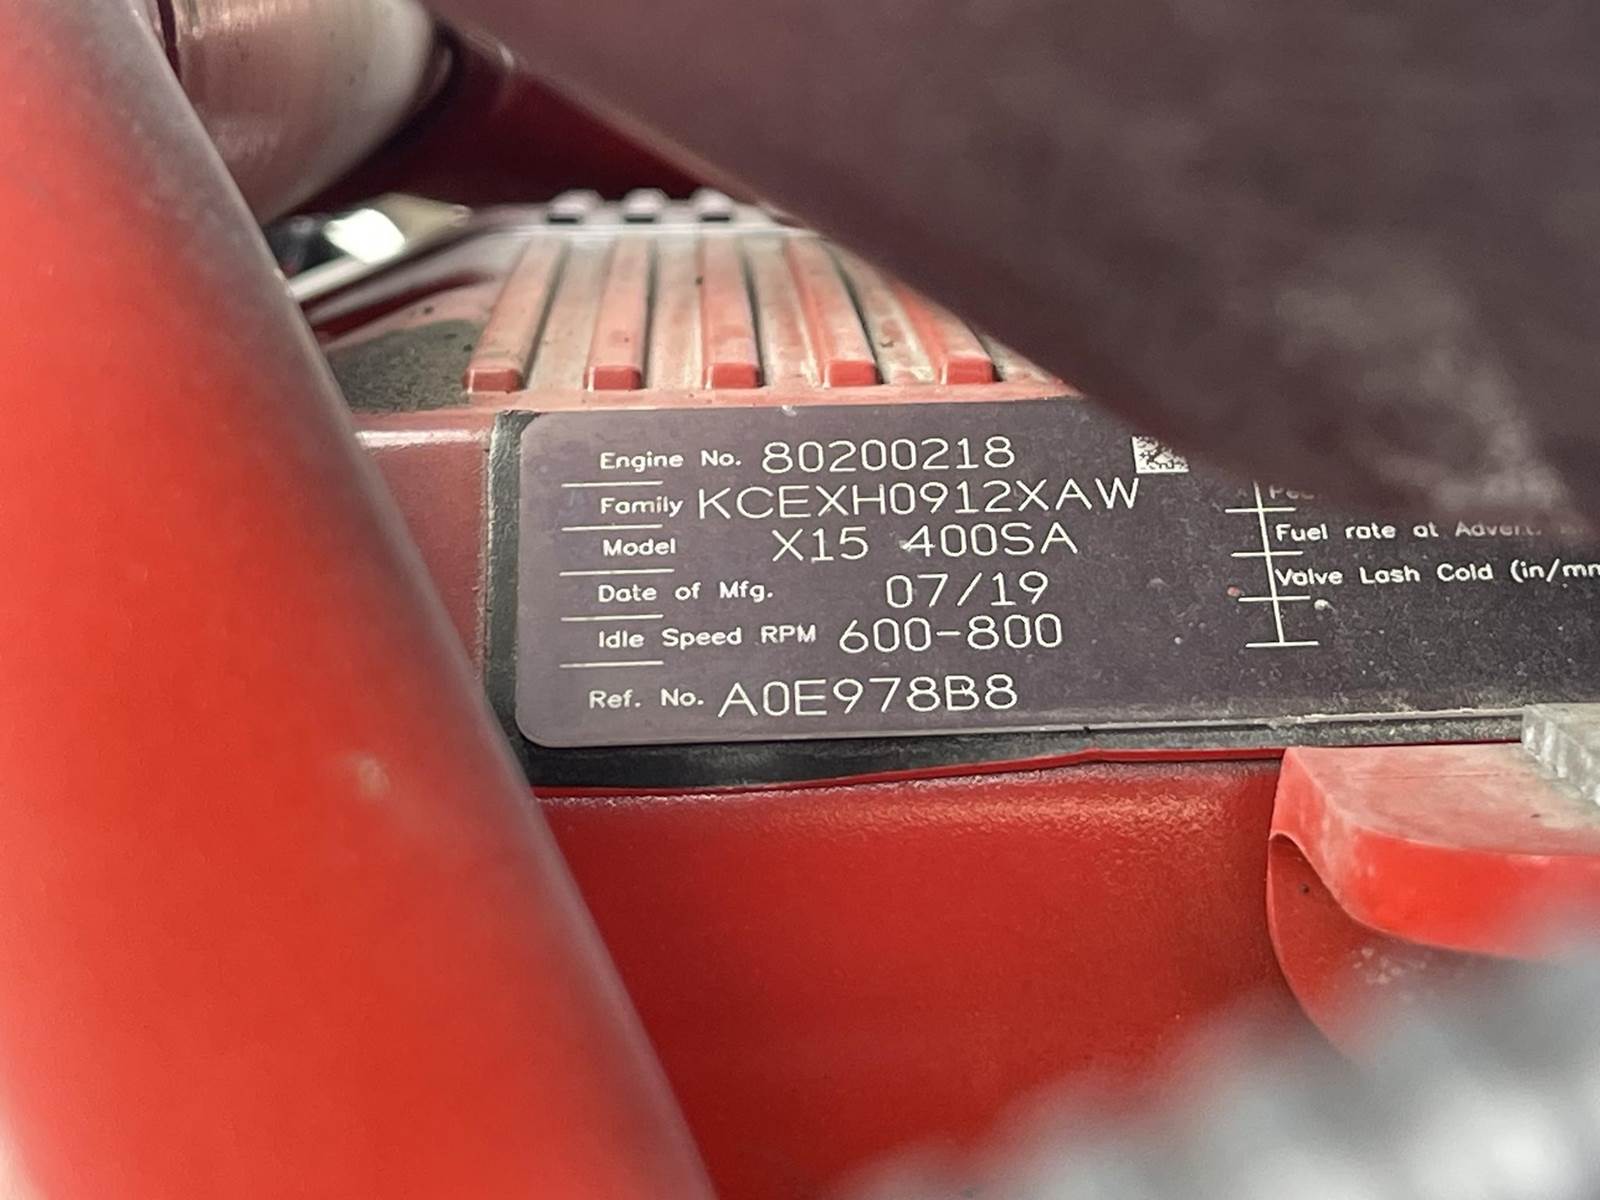 Engine No. 80200218
Family KCEXH0912XAW
Model X15 400SA
Date of Mfg. 07/19
Idle Speed RPM 600-800
Ref. No. A0E978B8
Fuel rate at Advert.
Valve Lash Cold (in/mm